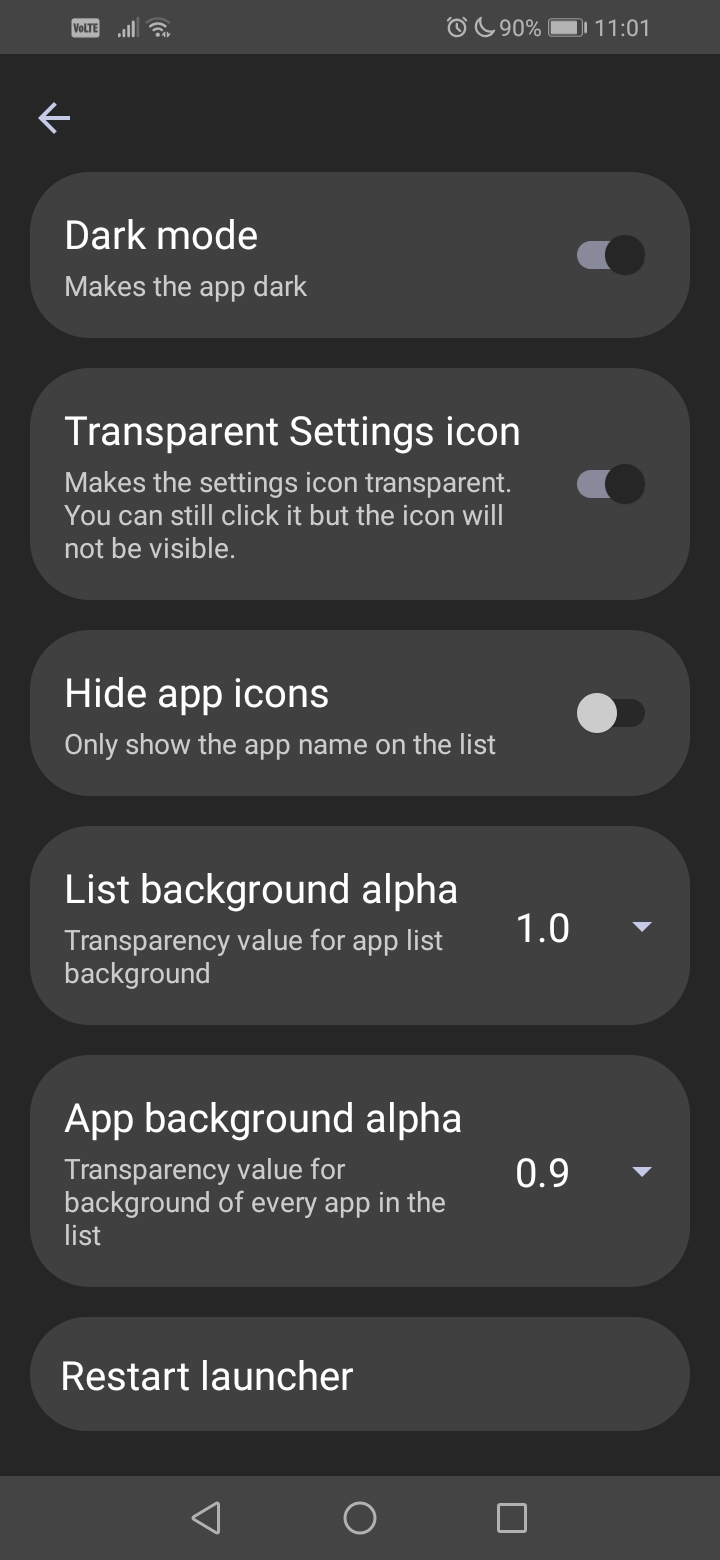 VoLTE 90% 11:01
Dark mode
Makes the app dark
Transparent Settings icon
Makes the settings icon transparent.
You can still click it but the icon will
not be visible.
Hide app icons
Only show the app name on the list
List background alpha
Transparency value for app list
background
1.0
App background alpha
Transparency value for
background of every app in the
list
0.9
Restart launcher